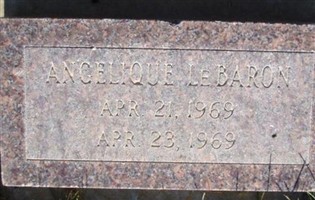 ANGELIQUE LeBARON
APR. 21, 1969
APR. 23, 1969